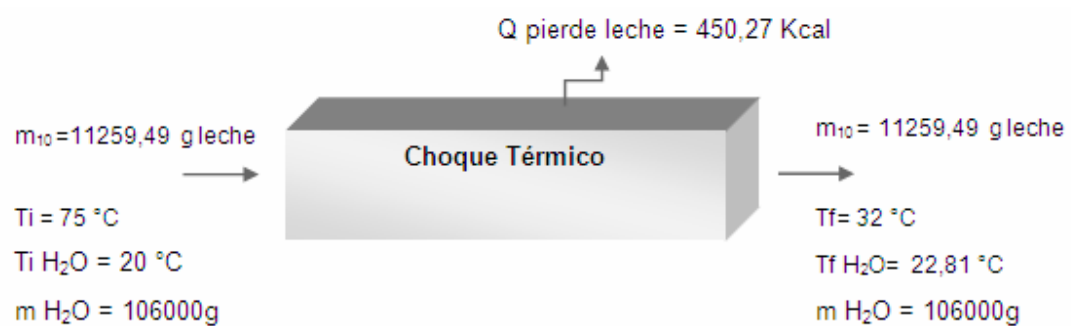 Q pierde leche = 450,27 Kcal
m₁₀=11259,49 g leche
Ti = 75 °C
Ti H₂O = 20 °C
m H₂O = 106000g
Choque Térmico
m₁₀= 11259,49 g leche
Tf= 32 °C
Tf H₂O= 22,81 °C
m H₂O = 106000g